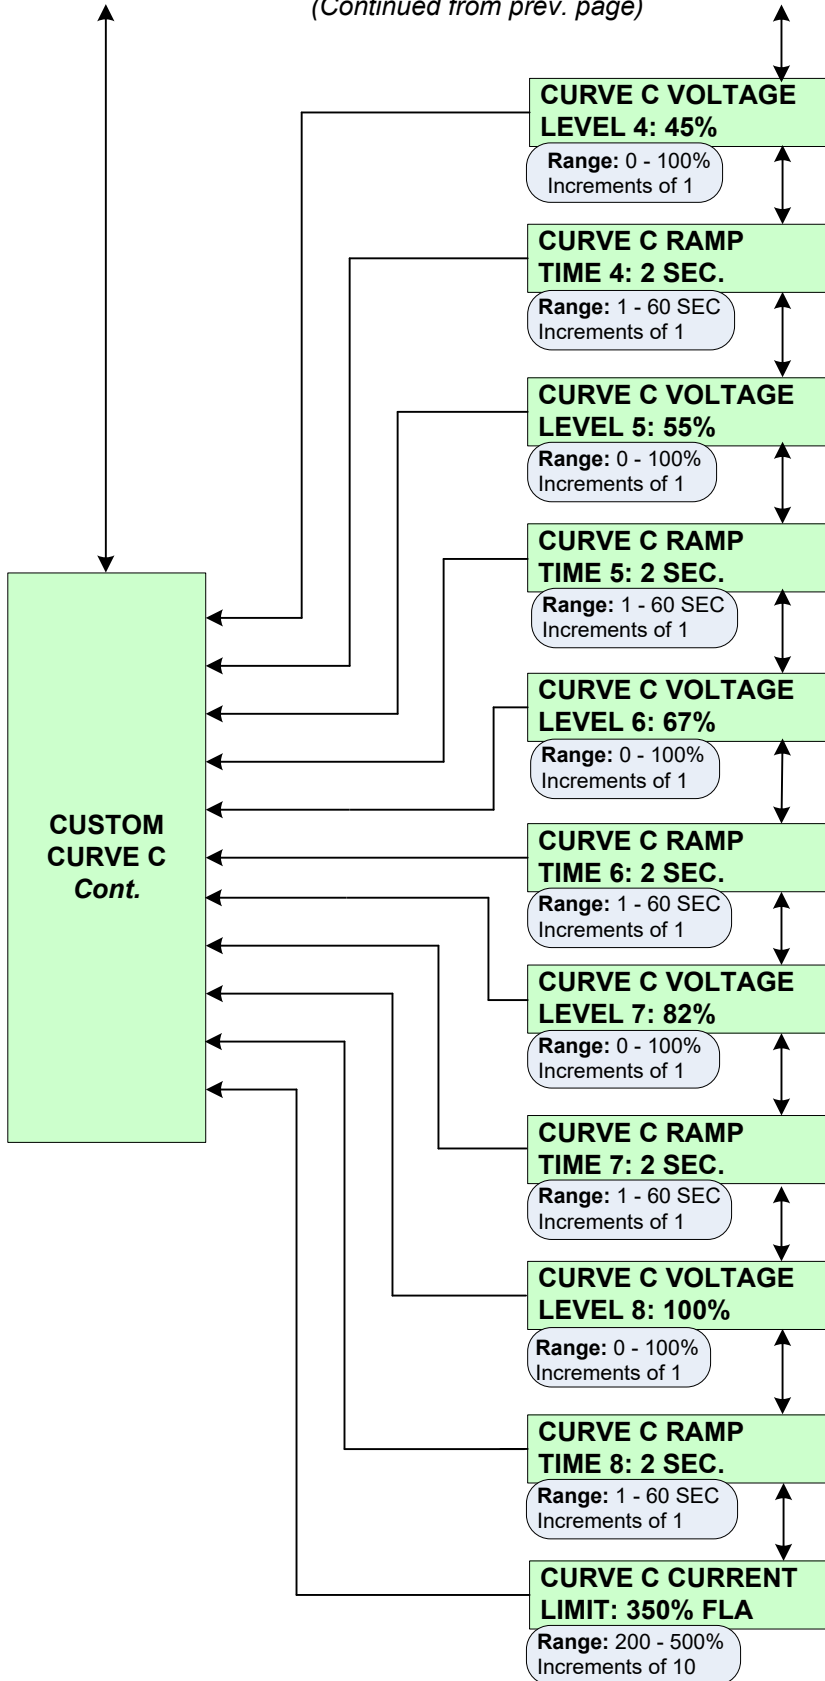 (Continued from prev. page)
CURVE C VOLTAGE
LEVEL 4: 45%
Range: 0 - 100%
Increments of 1
CURVE C RAMP
TIME 4: 2 SEC.
Range: 1 - 60 SEC
Increments of 1
CURVE C VOLTAGE
LEVEL 5: 55%
Range: 0 - 100%
Increments of 1
CURVE C RAMP
TIME 5: 2 SEC.
Range: 1 - 60 SEC
Increments of 1
CURVE C VOLTAGE
LEVEL 6: 67%
Range: 0 - 100%
Increments of 1
CUSTOM
CURVE C
Cont.
CURVE C RAMP
TIME 6: 2 SEC.
Range: 1 - 60 SEC
Increments of 1
CURVE C VOLTAGE
LEVEL 7: 82%
Range: 0 - 100%
Increments of 1
CURVE C RAMP
TIME 7: 2 SEC.
Range: 1 - 60 SEC
Increments of 1
CURVE C VOLTAGE
LEVEL 8: 100%
Range: 0 - 100%
Increments of 1
CURVE C RAMP
TIME 8: 2 SEC.
Range: 1 - 60 SEC
Increments of 1
CURVE C CURRENT
LIMIT: 350% FLA
Range: 200 - 500%
Increments of 10